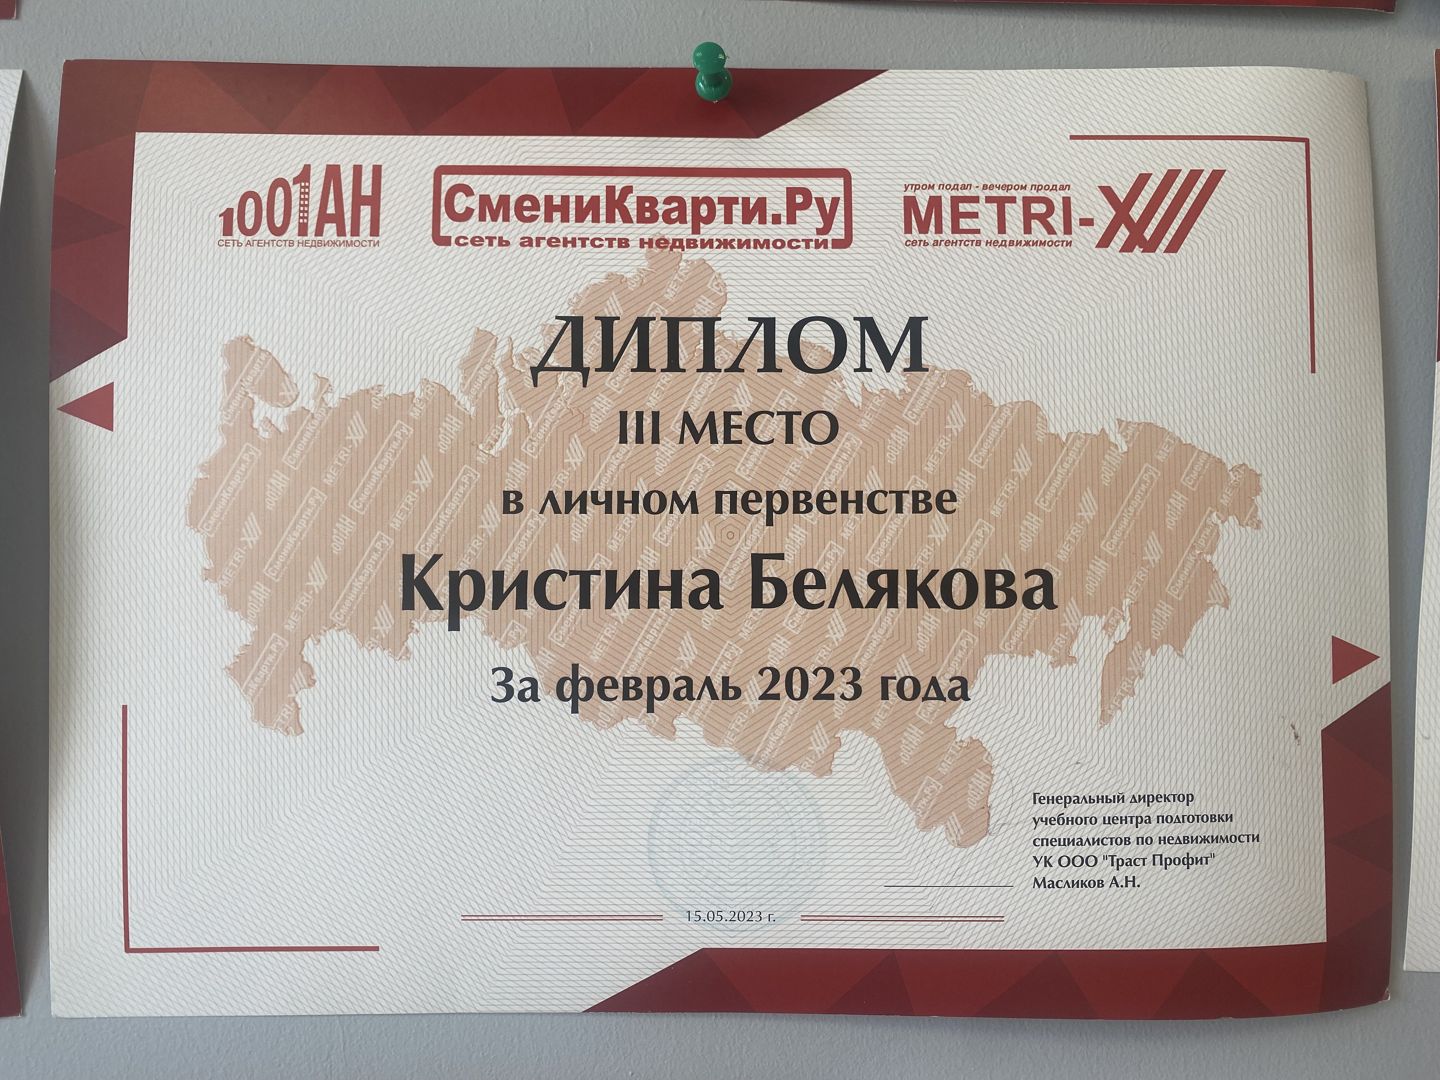 1001АН
СЕТЬ АГЕНТСТВ НЕДВИЖИМОСТИ
СмениКварти.Ру
сеть агентств недвижимости
утром подал - вечером продал
METRI-X
сеть агентств недвижимости
ДИПЛОМ
III МЕСТО
в личном первенстве
Кристина Белякова
За февраль 2023 года
Генеральный директор
учебного центра подготовки
специалистов по недвижимости
УК ООО "Траст Профит"
Масликов А.Н.
15.05.2023 г.